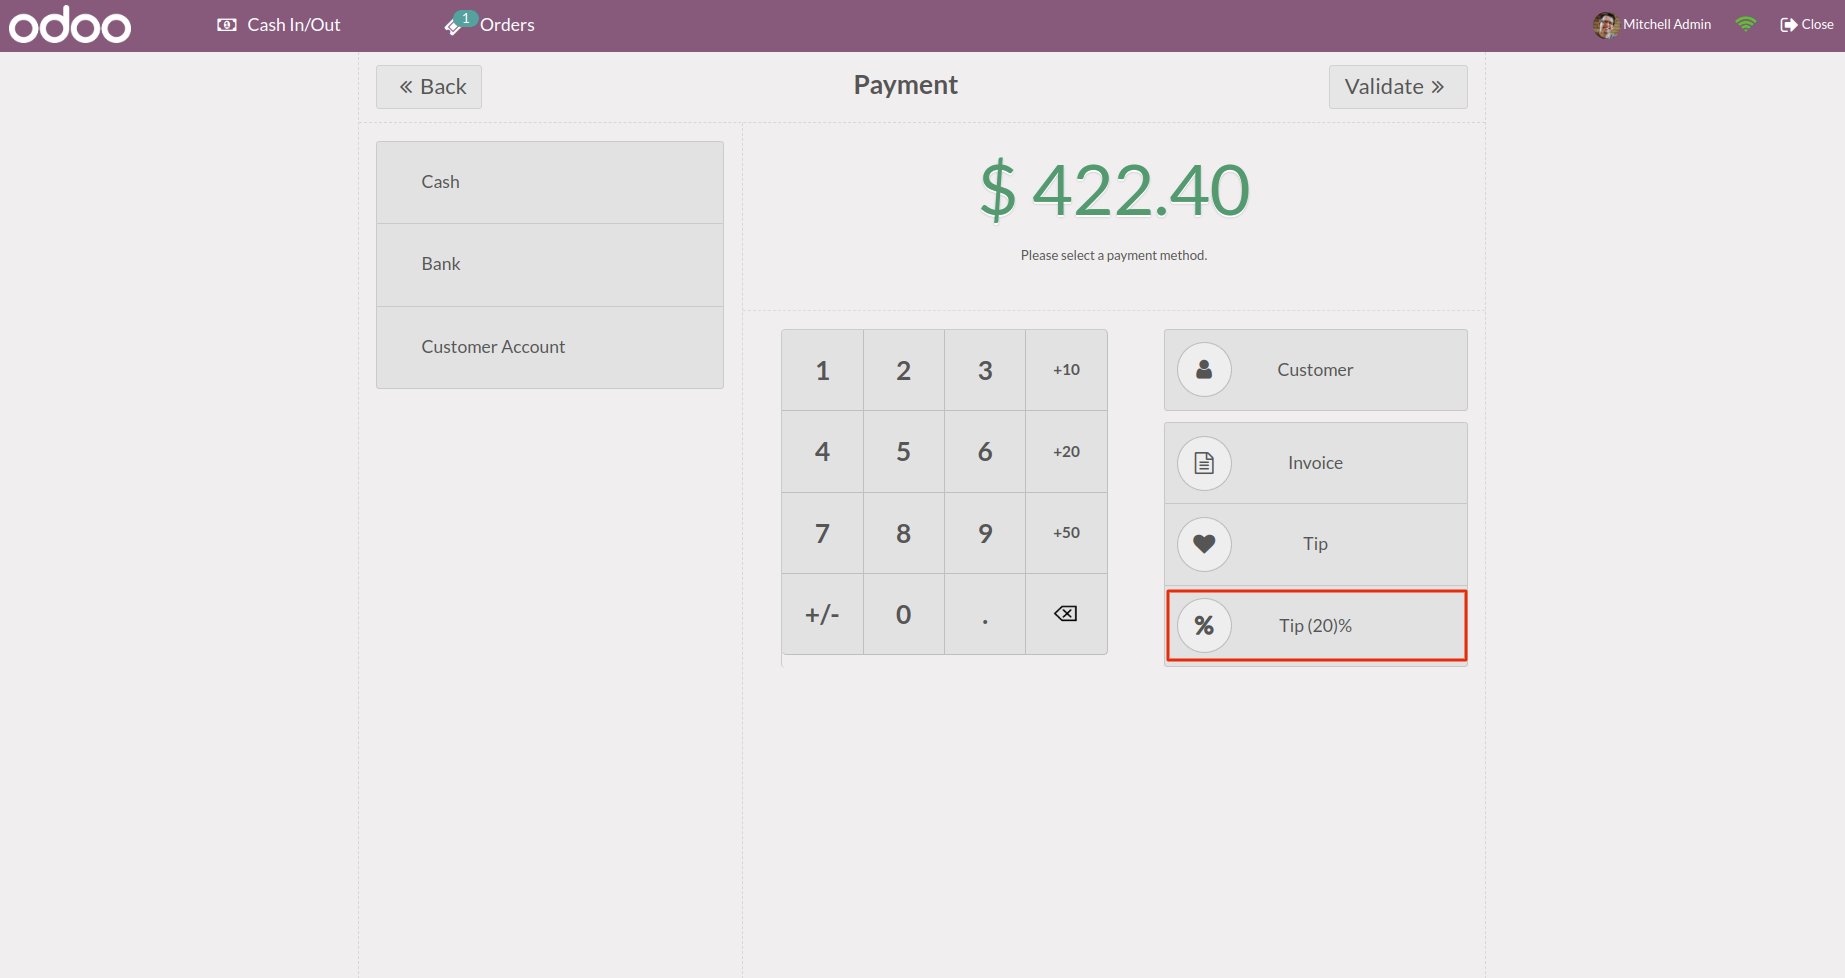 odoo
Cash In/Out
1
Orders
Mitchell Admin
Close
Back
Payment
Validate
Cash
Bank
Customer Account
$ 422.40
Please select a payment method.
1 2 3 +10
4 5 6 +20
7 8 9 +50
+/- 0 .
Customer
Invoice
Tip
% Tip (20)%